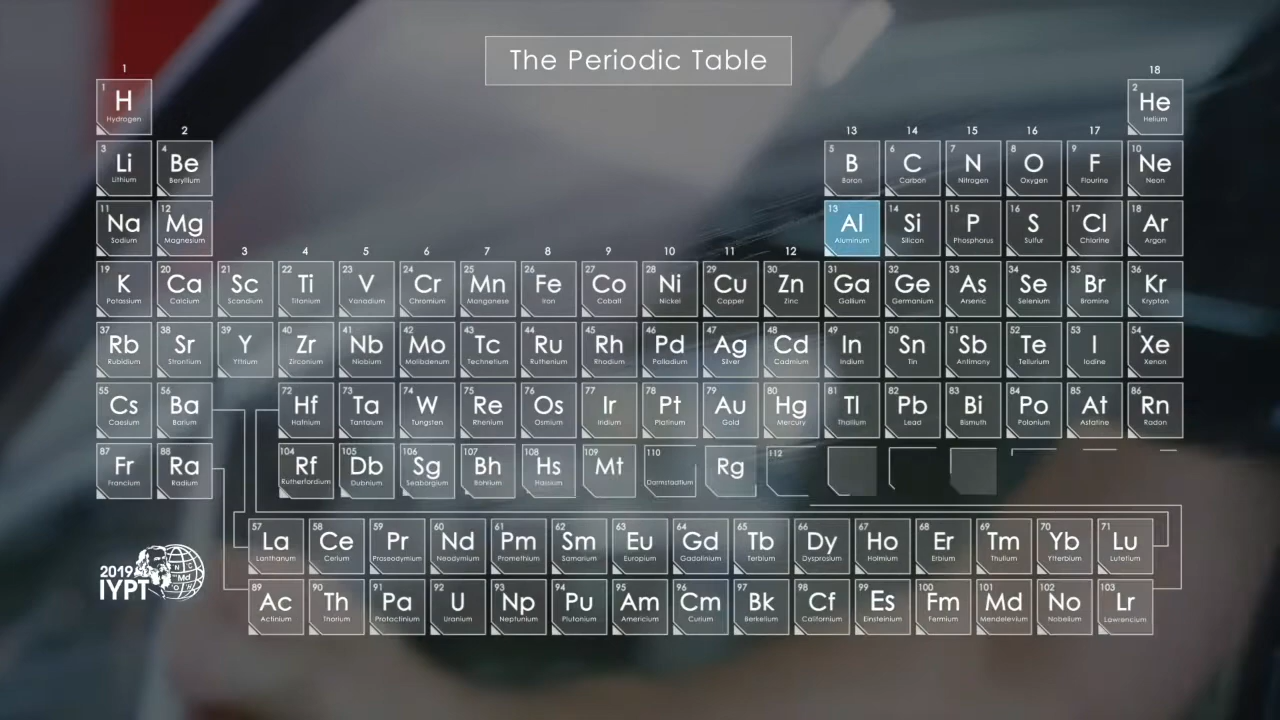 The Periodic Table
1 18
1 H Hydrogen 2 He Helium
2 13 14 15 16 17
3 Li Lithium 4 Be Beryllium 5 B Boron 6 C Carbon 7 N Nitrogen 8 O Oxygen 9 F Flourine 10 Ne Neon
11 Na Sodium 12 Mg Magnesium 13 Al Aluminum 14 Si Silicon 15 P Phosphorus 16 S Sulfur 17 Cl Chlorine 18 Ar Argon
3 4 5 6 7 8 9 10 11 12
19 K Potassium 20 Ca Calcium 21 Sc Scandium 22 Ti Titanium 23 V Vanadium 24 Cr Chromium 25 Mn Manganese 26 Fe Iron 27 Co Cobalt 28 Ni Nickel 29 Cu Copper 30 Zn Zinc 31 Ga Gallium 32 Ge Germanium 33 As Arsenic 34 Se Selenium 35 Br Bromine 36 Kr Krypton
37 Rb Rubidium 38 Sr Strantium 39 Y Yttrium 40 Zr Zirconium 41 Nb Niobium 42 Mo Molibdenum 43 Tc Technetium 44 Ru Ruthenium 45 Rh Rhodium 46 Pd Palladium 47 Ag Silver 48 Cd Cadmium 49 In Indium 50 Sn Tin 51 Sb Antimony 52 Te Tellurium 53 I Iodine 54 Xe Xenon
55 Cs Caesium 56 Ba Barium 72 Hf Hafnium 73 Ta Tantalum 74 W Tungsten 75 Re Rhenium 76 Os Osmium 77 Ir 78 Pt Platinum 79 Au Gold 80 Hg Mercury 81 Tl Thallium 82 Pb Lead 83 Bi Bismuth 84 Po Polonium 85 At 86 Rn Radon
87 Fr Francium 88 Ra Radium 104 Rf Rutherfordium 105 Db Dubnium 106 Sg Seaborgium 107 Bh 108 Hs 109 Mt 110 Darmstadtium Rg 112
57 La Lanthanum 58 Ce Cerium 59 Pr 60 Nd Neodymium 61 Pm Promethium 62 Sm Samarium 63 Eu Europium 64 Gd 65 Tb Terbium 66 Dy 67 Ho Holmium 68 Er Erbium 69 Tm Thullium 70 Yb Ytterbium 71 Lu Lutetium
89 Ac Actinium 90 Th Thorium 91 Pa Protactinium 92 U Uranium 93 Np Neptunium 94 Pu Plutonium 95 Am Americium 96 Cm Curium 97 Bk Berkelium 98 Cf Californium 99 Es Einsteinium 100 Fm Fermium 101 Md Mendelevium 102 No Nobelium 103 Lr Lawrencium
2019
IYPT
Md